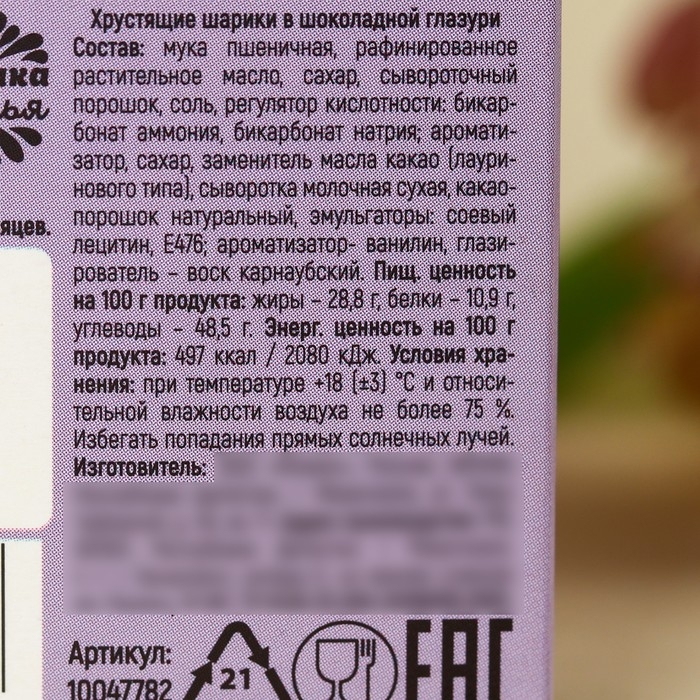 Хрустящие шарики в шоколадной глазури
Состав: мука пшеничная, рафинированное
растительное масло, сахар, сывороточный
порошок, соль, регулятор кислотности: бикар-
бонат аммония, бикарбонат натрия; аромати-
затор, сахар, заменитель масла какао (лаури-
нового типа), сыворотка молочная сухая, какао-
порошок натуральный, эмульгаторы: соевый
лецитин, Е476; ароматизатор- ванилин, глази-
рователь – воск карнаубский. Пищ. ценность
на 100 г продукта: жиры – 28,8 г, белки – 10,9 г,
углеводы – 48,5 г. Энерг. ценность на 100 г
продукта: 497 ккал / 2080 кДж. Условия хра-
нения: при температуре +18 (±3) °С и относи-
тельной влажности воздуха не более 75 %.
Избегать попадания прямых солнечных лучей.
Изготовитель:
яцев.
Артикул:
10047782
21
ЕАС